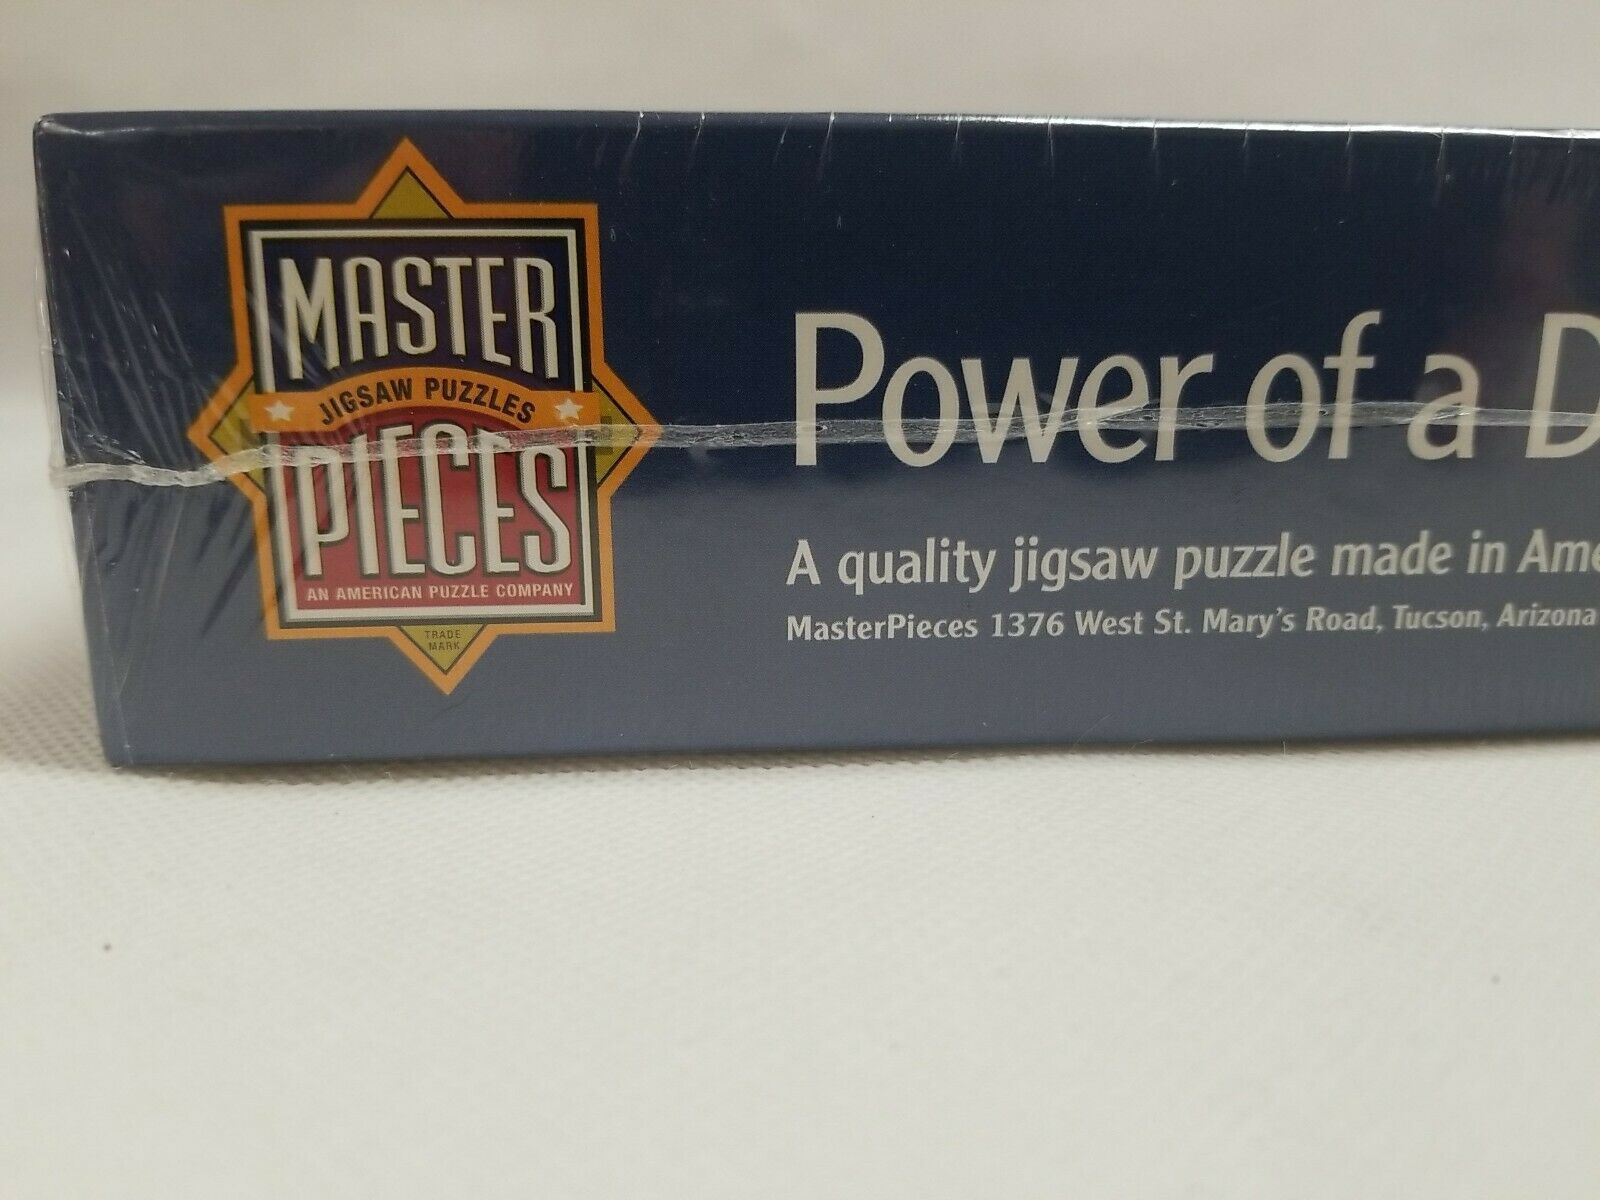 MASTER
JIGSAW PUZZLES
PIECES
AN AMERICAN PUZZLE COMPANY
TRADE
MARK
Power of a D
A quality jigsaw puzzle made in Ame
MasterPieces 1376 West St. Mary's Road, Tucson, Arizona